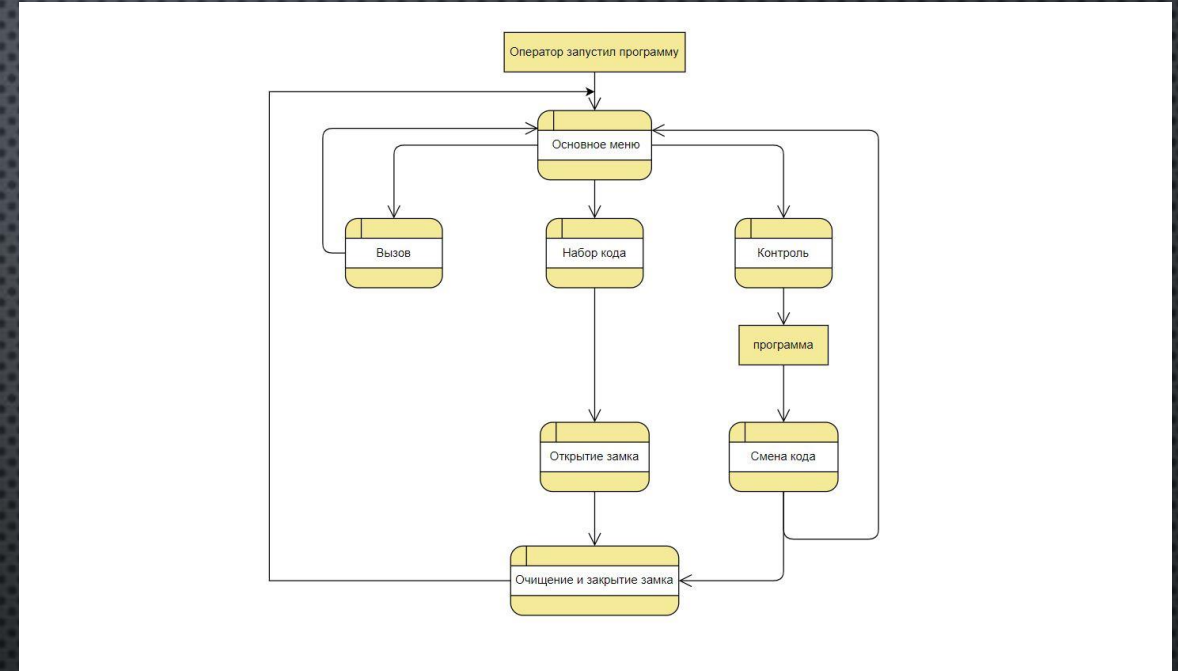 Оператор запустил программу
Основное меню
Вызов
Набор кода
Контроль
программа
Открытие замка
Смена кода
Очищение и закрытие замка